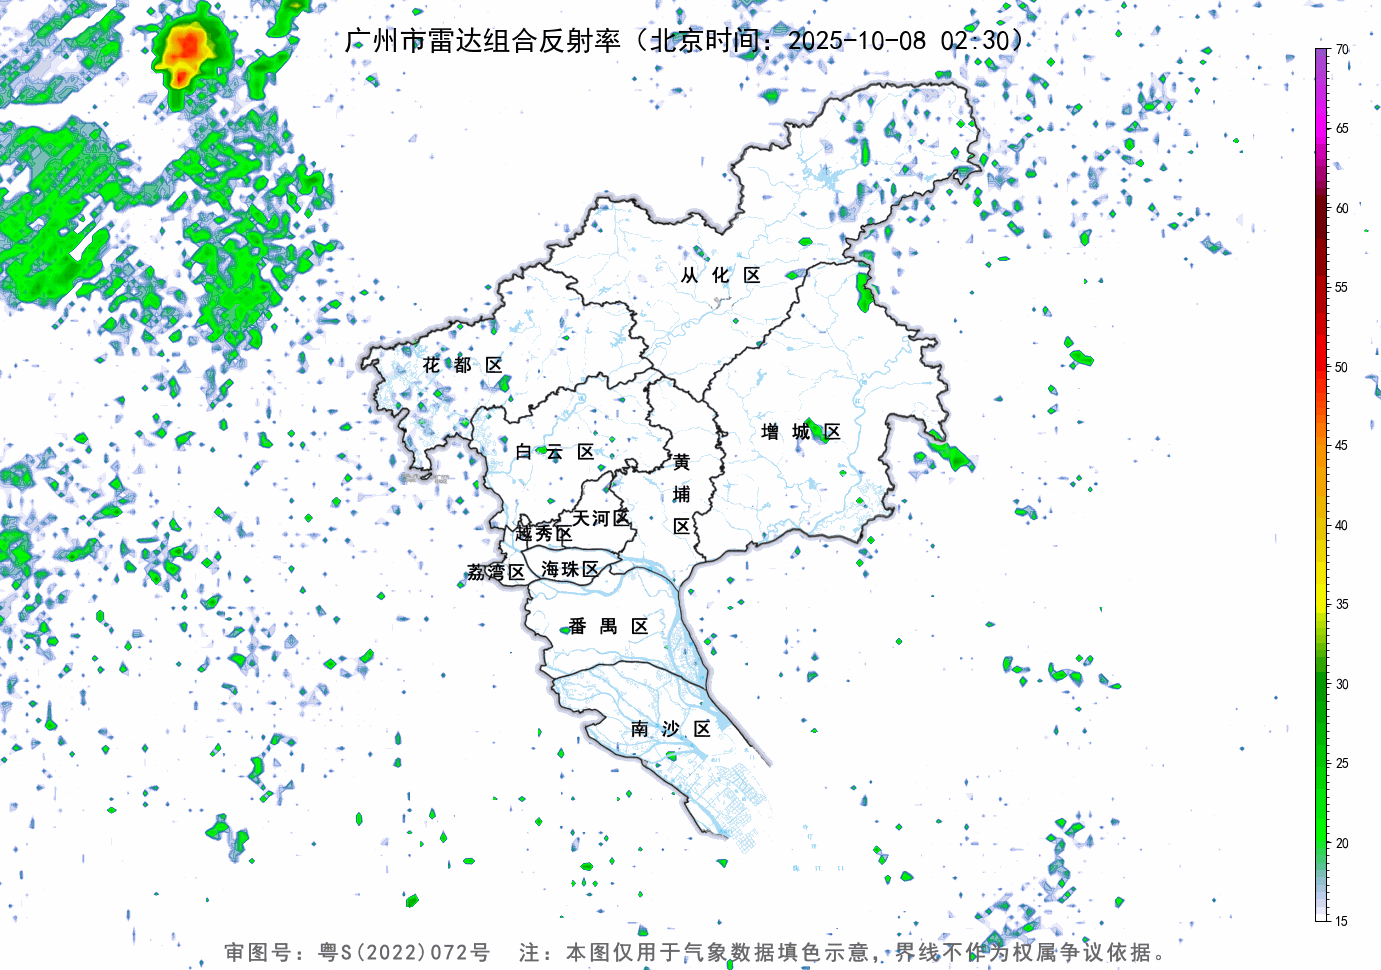 广州市雷达组合反射率（北京时间：2025-10-08 02:30）
70
65
60
55
50
45
40
35
30
25
20
15
从化区
花都区
增城区
白云区
黄埔区
天河区
越秀区
荔湾区
海珠区
番禺区
南沙区
审图号：粤S(2022)072号 注：本图仅用于气象数据填色示意，界线不作为权属争议依据。